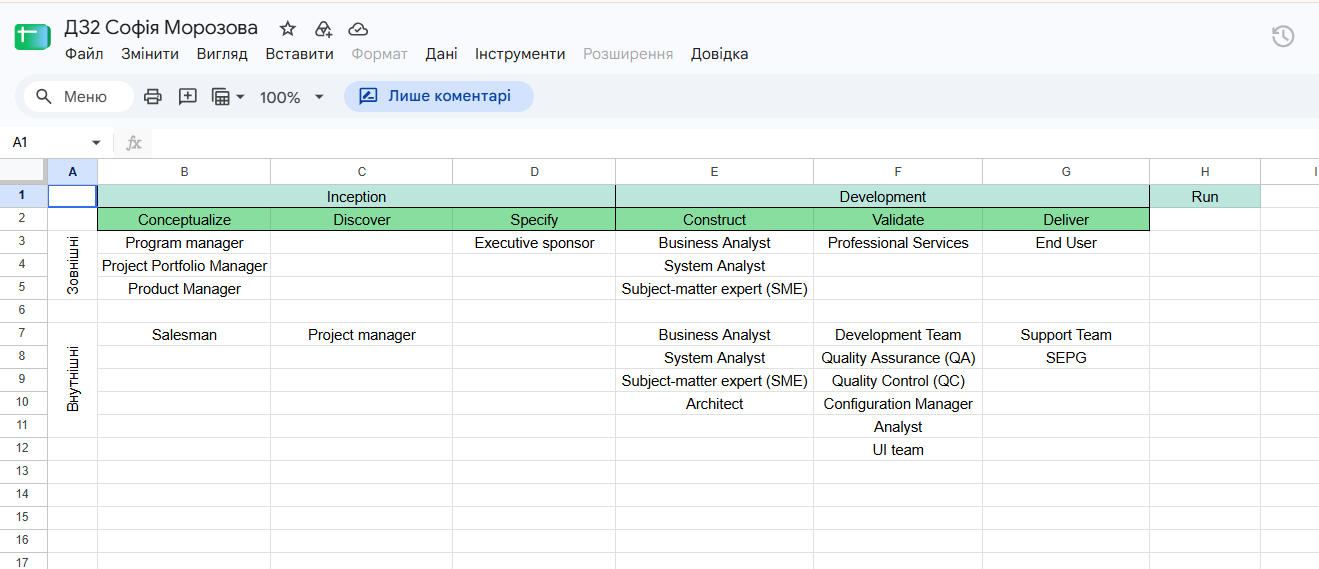 ДЗ2 Софія Морозова
Файл Змінити Вигляд Вставити Формат Дані Інструменти Розширення Довідка
Меню 100% Лише коментарі
A1 fx
A B C D E F G H I
1 Inception Development Run
2 Conceptualize Discover Specify Construct Validate Deliver
Зовнішні
3 Program manager Executive sponsor Business Analyst Professional Services End User
4 Project Portfolio Manager System Analyst
5 Product Manager Subject-matter expert (SME)
6
Внутнішні
7 Salesman Project manager Business Analyst Development Team Support Team
8 System Analyst Quality Assurance (QA) SEPG
9 Subject-matter expert (SME) Quality Control (QC)
10 Architect Configuration Manager
11 Analyst
12 UI team
13
14
15
16
17